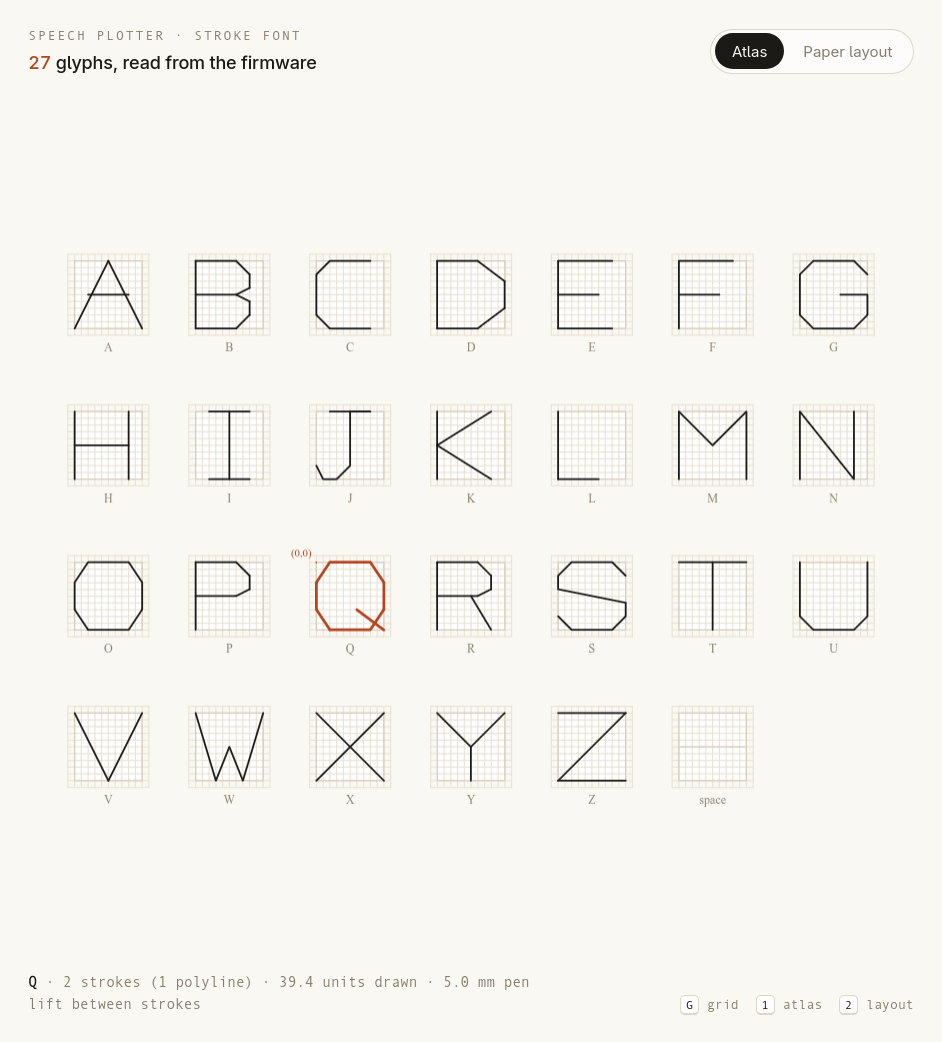 SPEECH PLOTTER · STROKE FONT
27 glyphs, read from the firmware
Atlas Paper layout
A B C D E F G
A B C D E F G
H I J K L M N
H I J K L M N
(0,0)
O P Q R S T U
O P Q R S T U
V W X Y Z
V W X Y Z space
Q · 2 strokes (1 polyline) · 39.4 units drawn · 5.0 mm pen
lift between strokes
G grid 1 atlas 2 layout